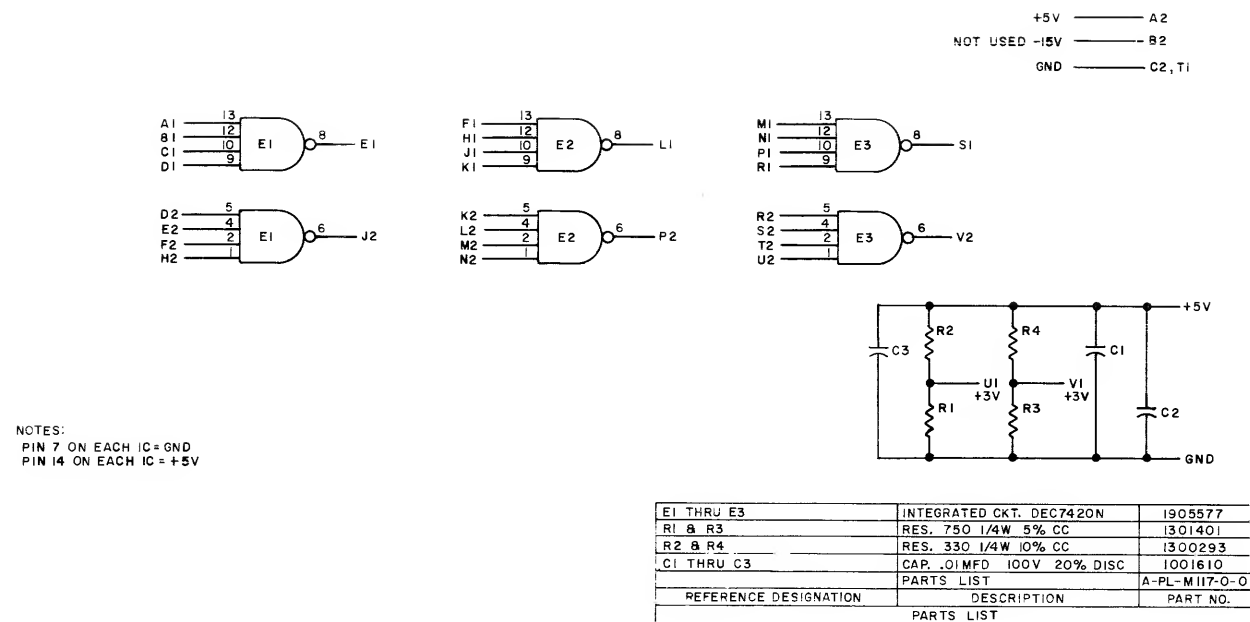 +5V A2
NOT USED -15V B2
GND C2, T1
A1 13
B1 12
C1 10
D1 9
E1
8 E1
F1 13
H1 12
J1 10
K1 9
E2
8 L1
M1 13
N1 12
P1 10
R1 9
E3
8 S1
D2 5
E2 4
F2 2
H2 1
E1
6 J2
K2 5
L2 4
M2 2
N2 1
E2
6 P2
R2 5
S2 4
T2 2
U2 1
E3
6 V2
+5V
R2
R4
C3
C1
U1
+3V
V1
+3V
R1
R3
C2
GND
NOTES:
PIN 7 ON EACH IC = GND
PIN 14 ON EACH IC = +5V
E1 THRU E3 INTEGRATED CKT. DEC7420N 1905577
R1 & R3 RES. 750 1/4W 5% CC 1301401
R2 & R4 RES. 330 1/4W 10% CC 1300293
C1 THRU C3 CAP. .01MFD 100V 20% DISC 1001610
PARTS LIST A-PL-M117-0-0
REFERENCE DESIGNATION DESCRIPTION PART NO.
PARTS LIST